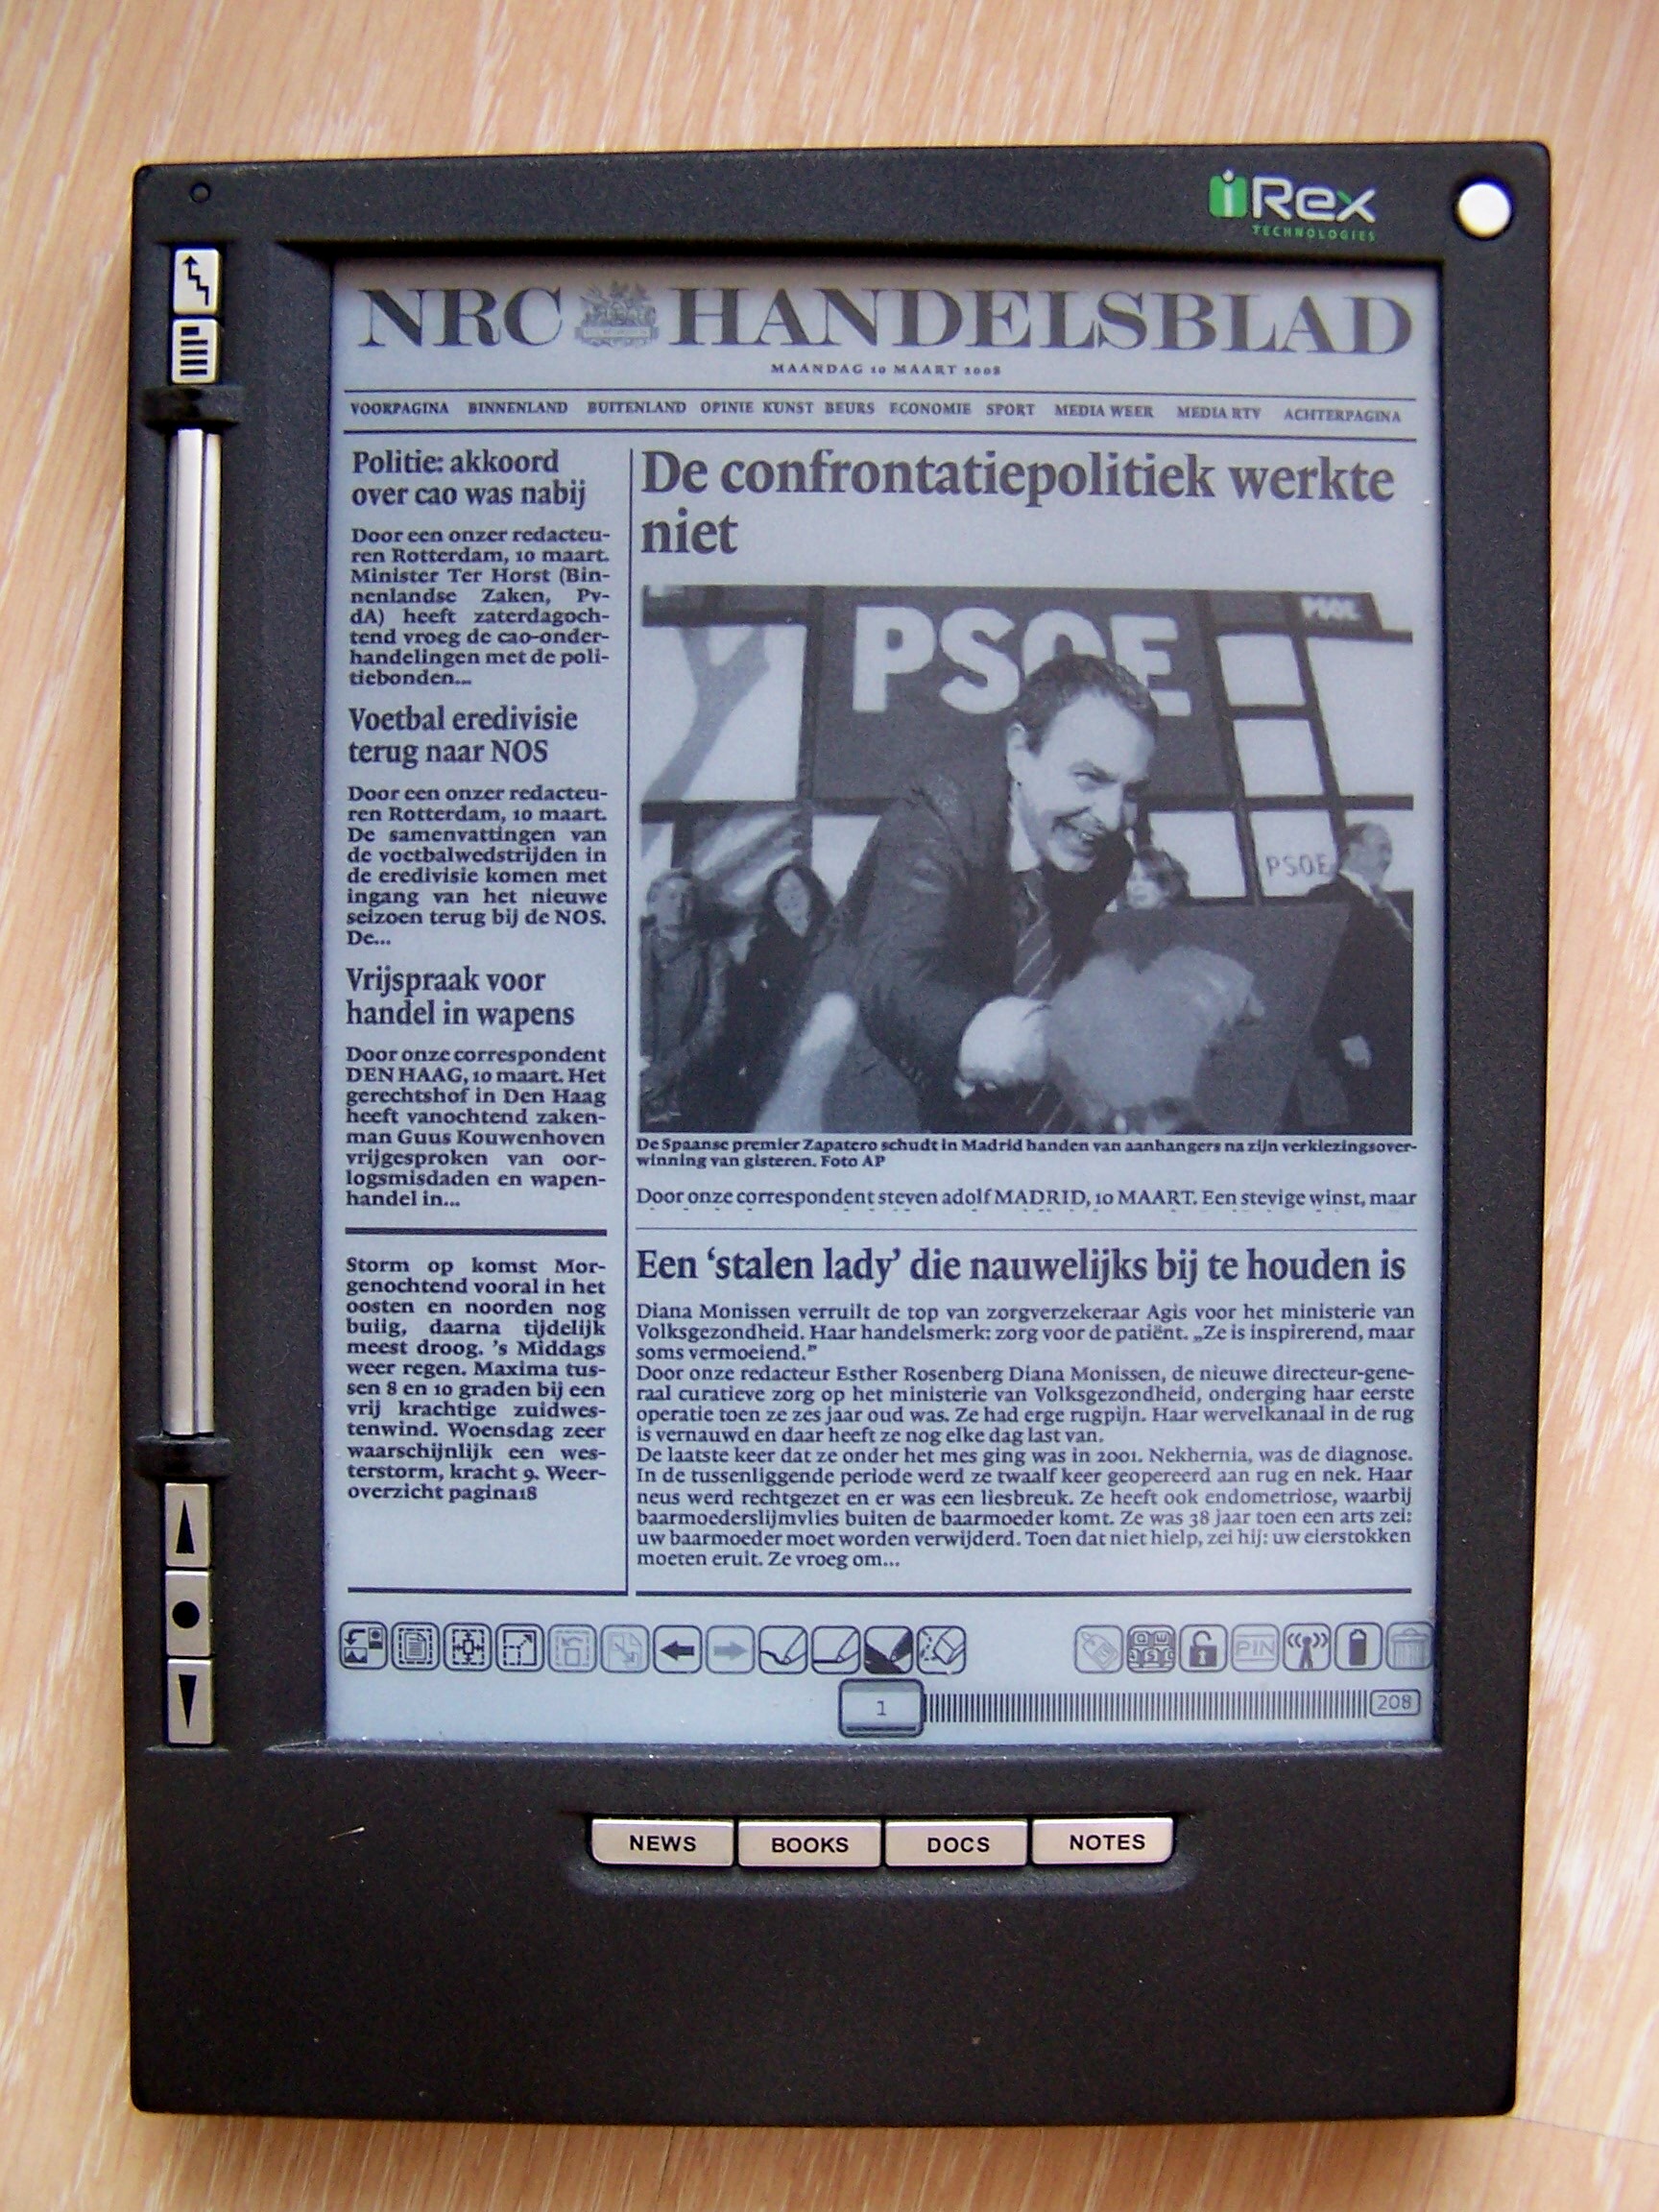 iRex
TECHNOLOGIES
NRC HANDELSBLAD
MAANDAG 10 MAART 2008
VOORPAGINA BINNENLAND BUITENLAND OPINIE KUNST BEURS ECONOMIE SPORT MEDIA WEER MEDIA RTV ACHTERPAGINA
Politie: akkoord
over cao was nabij
Door een onzer redacteu-
ren Rotterdam, 10 maart.
Minister Ter Horst (Bin-
nenlandse Zaken, Pv-
dA) heeft zaterdagoch-
tend vroeg de cao-onder-
handelingen met de poli-
tiebonden...
Voetbal eredivisie
terug naar NOS
Door een onzer redacteu-
ren Rotterdam, 10 maart.
De samenvattingen van
de voetbalwedstrijden in
de eredivisie komen met
ingang van het nieuwe
seizoen terug bij de NOS.
De...
Vrijspraak voor
handel in wapens
Door onze correspondent
DEN HAAG, 10 maart. Het
gerechtshof in Den Haag
heeft vanochtend zaken-
man Guus Kouwenhoven
vrijgesproken van oor-
logsmisdaden en wapen-
handel in...
Storm op komst Mor-
genochtend vooral in het
oosten en noorden nog
buiig, daarna tijdelijk
meest droog. 's Middags
weer regen. Maxima tus-
sen 8 en 10 graden bij een
vrij krachtige zuidwes-
tenwind. Woensdag zeer
waarschijnlijk een wes-
terstorm, kracht 9. Weer-
overzicht pagina18
De confrontatiepolitiek werkte
niet
PSOE
PSOE
PSOE
De Spaanse premier Zapatero schudt in Madrid handen van aanhangers na zijn verkiezingsover-
winning van gisteren. Foto AP
Door onze correspondent steven adolf MADRID, 10 MAART. Een stevige winst, maar
Een ‘stalen lady’ die nauwelijks bij te houden is
Diana Monissen verruilt de top van zorgverzekeraar Agis voor het ministerie van
Volksgezondheid. Haar handelsmerk: zorg voor de patiënt. „Ze is inspirerend, maar
soms vermoeiend.”
Door onze redacteur Esther Rosenberg Diana Monissen, de nieuwe directeur-gene-
raal curatieve zorg op het ministerie van Volksgezondheid, onderging haar eerste
operatie toen ze zes jaar oud was. Ze had erge rugpijn. Haar wervelkanaal in de rug
is vernauwd en daar heeft ze nog elke dag last van.
De laatste keer dat ze onder het mes ging was in 2001. Nekhernia, was de diagnose.
In de tussenliggende periode werd ze twaalf keer geopereerd aan rug en nek. Haar
neus werd rechtgezet en er was een liesbreuk. Ze heeft ook endometriose, waarbij
baarmoederslijmvlies buiten de baarmoeder komt. Ze was 38 jaar toen een arts zei:
uw baarmoeder moet worden verwijderd. Toen dat niet hielp, zei hij: uw eierstokken
moeten eruit. Ze vroeg om...
PIN
1
208
NEWS BOOKS DOCS NOTES